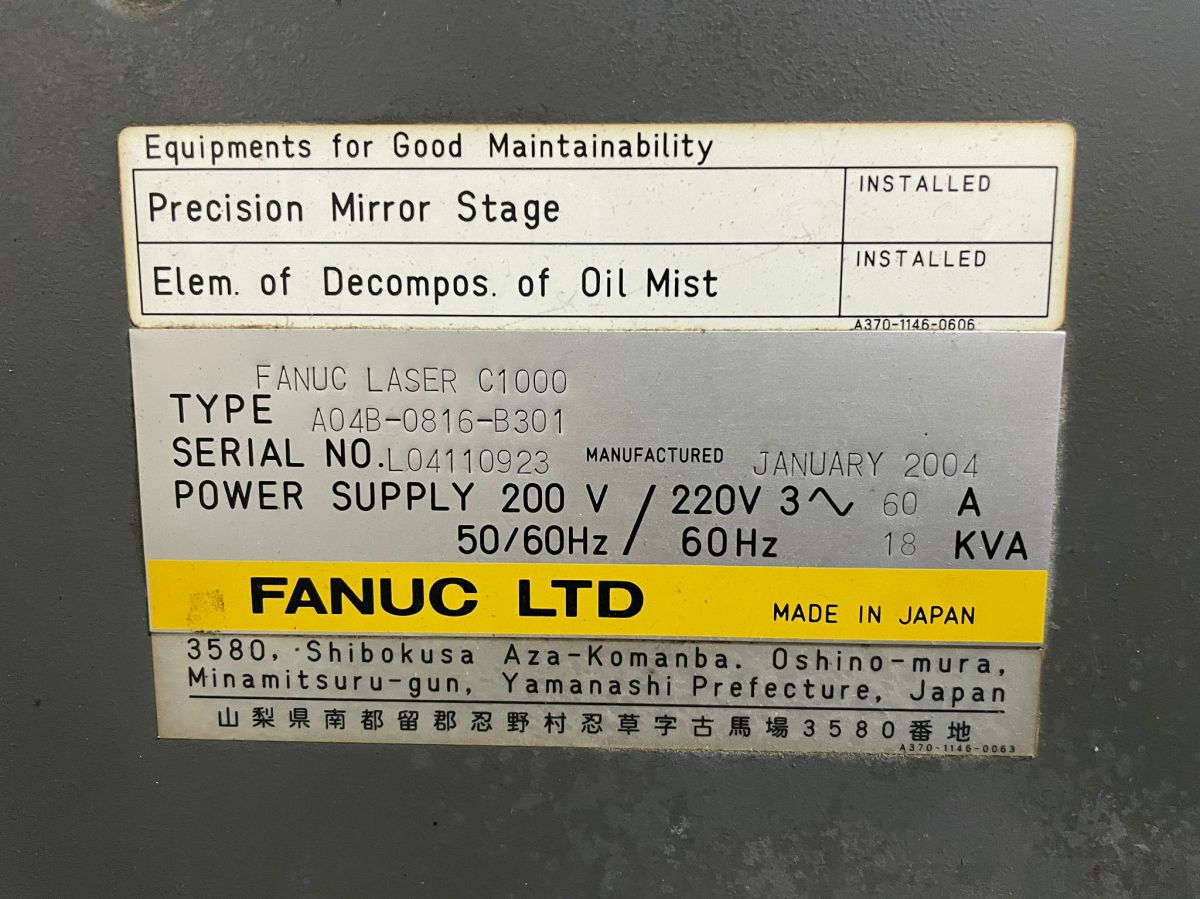 Equipments for Good Maintainability
Precision Mirror Stage INSTALLED
Elem. of Decompos. of Oil Mist INSTALLED
A370-1146-0606
FANUC LASER C1000
TYPE A04B-0816-B301
SERIAL NO. L04110923 MANUFACTURED JANUARY 2004
POWER SUPPLY 200 V / 220V 3∿ 60 A
50/60Hz / 60Hz 18 KVA
FANUC LTD MADE IN JAPAN
3580, Shibokusa Aza-Komanba. Oshino-mura,
Minamitsuru-gun, Yamanashi Prefecture, Japan
山梨県南都留郡忍野村忍草字古馬場3580番地
A370-1146-0063